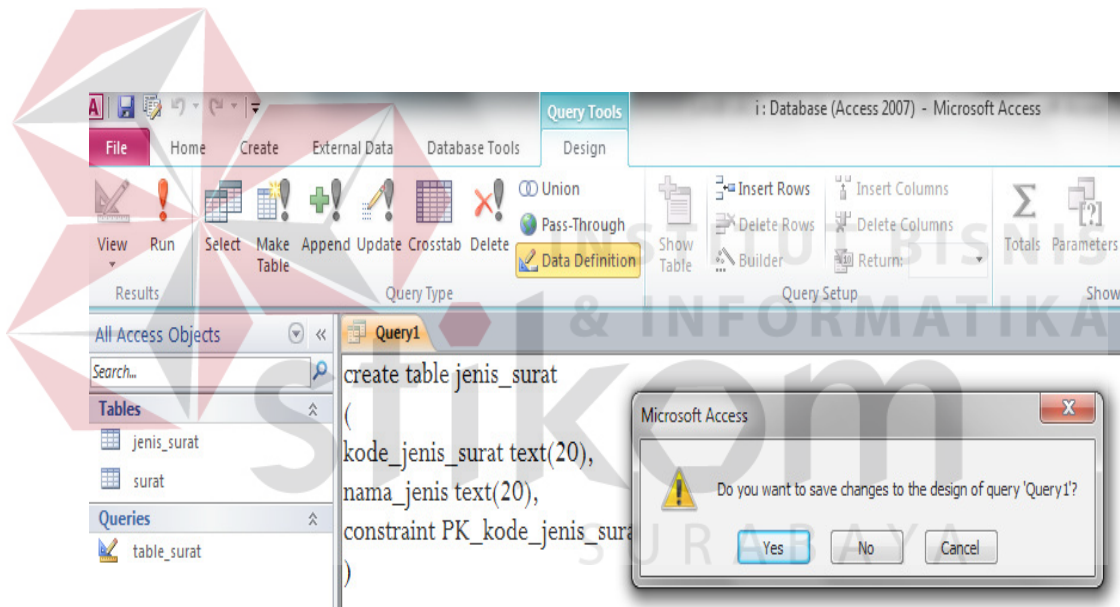 i : Database (Access 2007) - Microsoft Access
Query Tools
File Home Create External Data Database Tools Design
View
Run
Select
Make Table
Append
Update
Crosstab
Delete
Union
Pass-Through
Data Definition
Show Table
Insert Rows
Delete Rows
Builder
Insert Columns
Delete Columns
Return:
Totals
Parameters
Results
Query Type
Query Setup
Show
All Access Objects
Search...
Tables
jenis_surat
surat
Queries
table_surat
Query1
create table jenis_surat
(
kode_jenis_surat text(20),
nama_jenis text(20),
constraint PK_kode_jenis_sura
)
Microsoft Access
Do you want to save changes to the design of query 'Query1'?
Yes
No
Cancel
BISNIS
& INFORMATIKA
stikom
SURABAYA